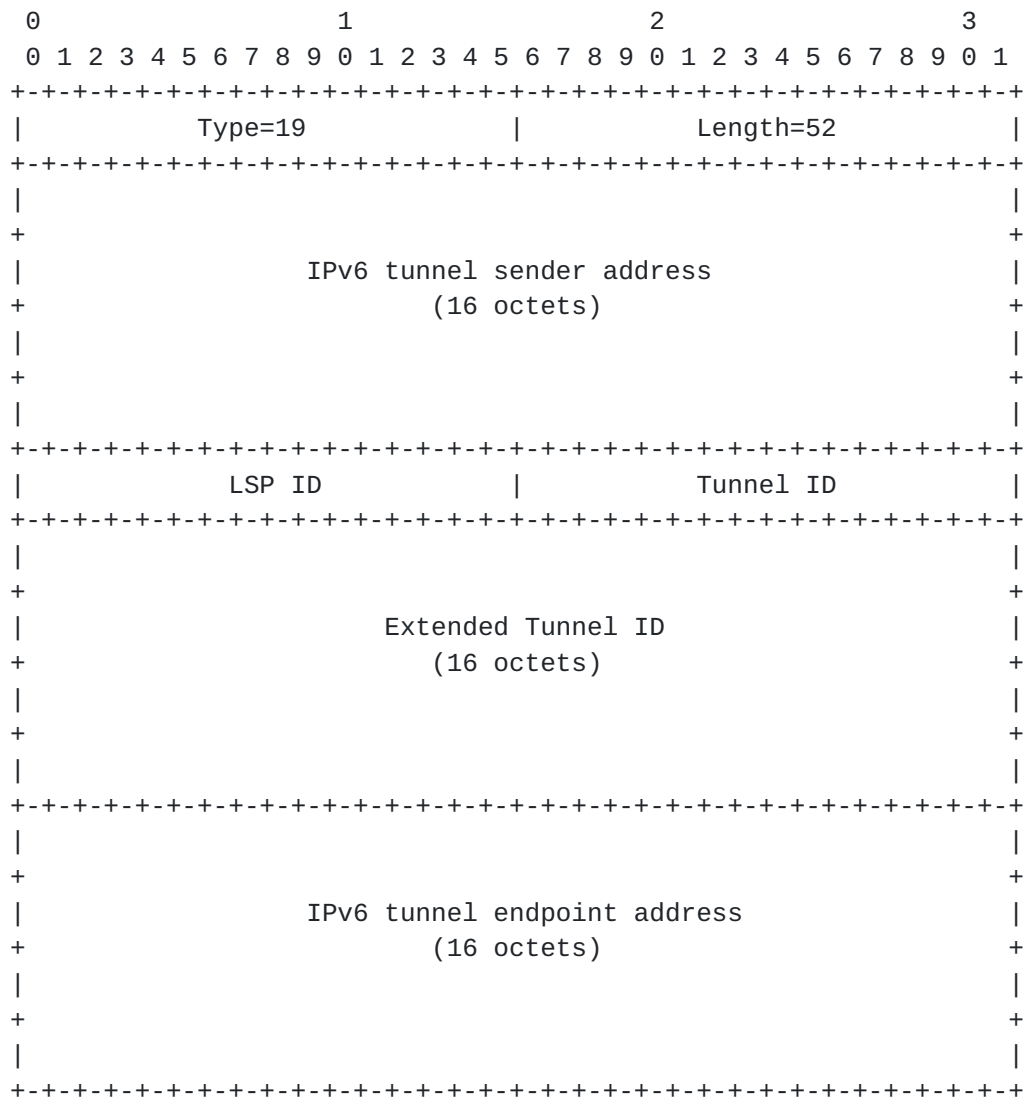 0                   1                   2                   3
 0 1 2 3 4 5 6 7 8 9 0 1 2 3 4 5 6 7 8 9 0 1 2 3 4 5 6 7 8 9 0 1
+-+-+-+-+-+-+-+-+-+-+-+-+-+-+-+-+-+-+-+-+-+-+-+-+-+-+-+-+-+-+-+-+
|           Type=19             |           Length=52           |
+-+-+-+-+-+-+-+-+-+-+-+-+-+-+-+-+-+-+-+-+-+-+-+-+-+-+-+-+-+-+-+-+
|                                                               |
+                                                               +
|                  IPv6 tunnel sender address                   |
+                          (16 octets)                          +
|                                                               |
+                                                               +
|                                                               |
+-+-+-+-+-+-+-+-+-+-+-+-+-+-+-+-+-+-+-+-+-+-+-+-+-+-+-+-+-+-+-+-+
|             LSP ID            |           Tunnel ID           |
+-+-+-+-+-+-+-+-+-+-+-+-+-+-+-+-+-+-+-+-+-+-+-+-+-+-+-+-+-+-+-+-+
|                                                               |
+                                                               +
|                       Extended Tunnel ID                      |
+                          (16 octets)                          +
|                                                               |
+                                                               +
|                                                               |
+-+-+-+-+-+-+-+-+-+-+-+-+-+-+-+-+-+-+-+-+-+-+-+-+-+-+-+-+-+-+-+-+
|                                                               |
+                                                               +
|                  IPv6 tunnel endpoint address                 |
+                          (16 octets)                          +
|                                                               |
+                                                               +
|                                                               |
+-+-+-+-+-+-+-+-+-+-+-+-+-+-+-+-+-+-+-+-+-+-+-+-+-+-+-+-+-+-+-+-+